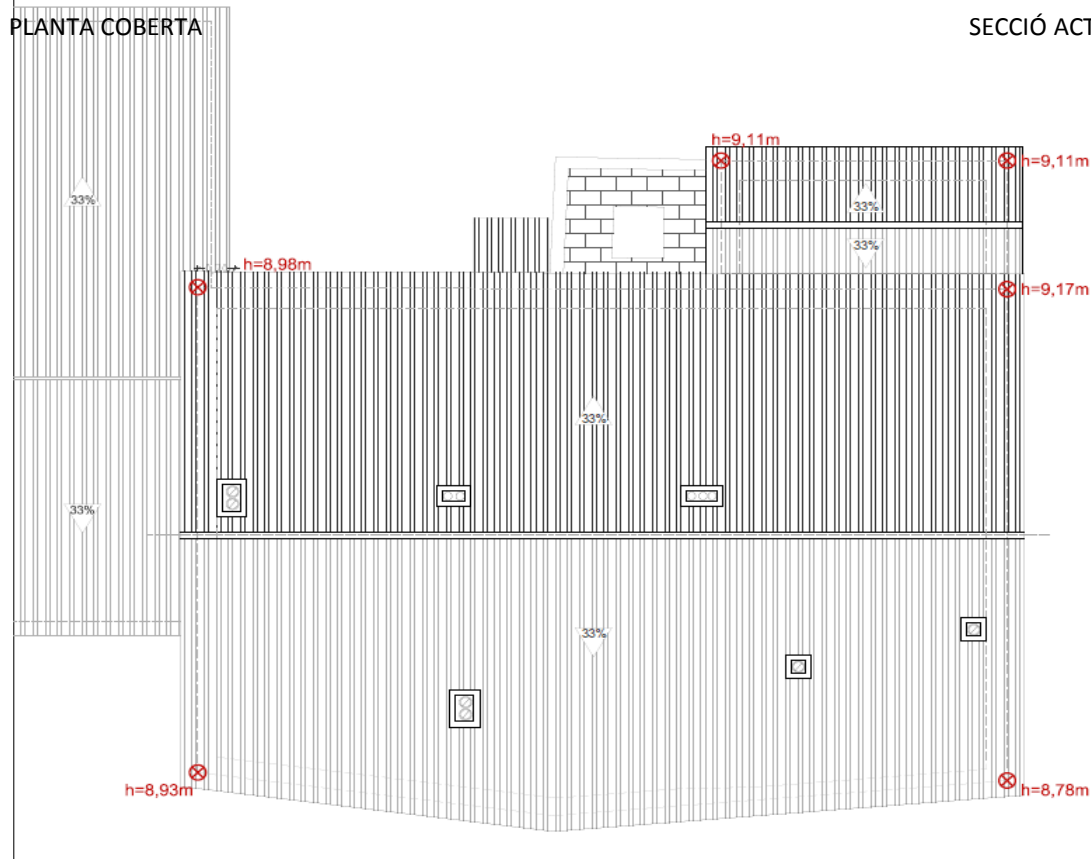 PLANTA COBERTA
SECCIÓ ACT
h=9,11m
h=9,11m
33%
33%
33%
h=8,98m
h=9,17m
33%
33%
33%
h=8,93m
h=8,78m